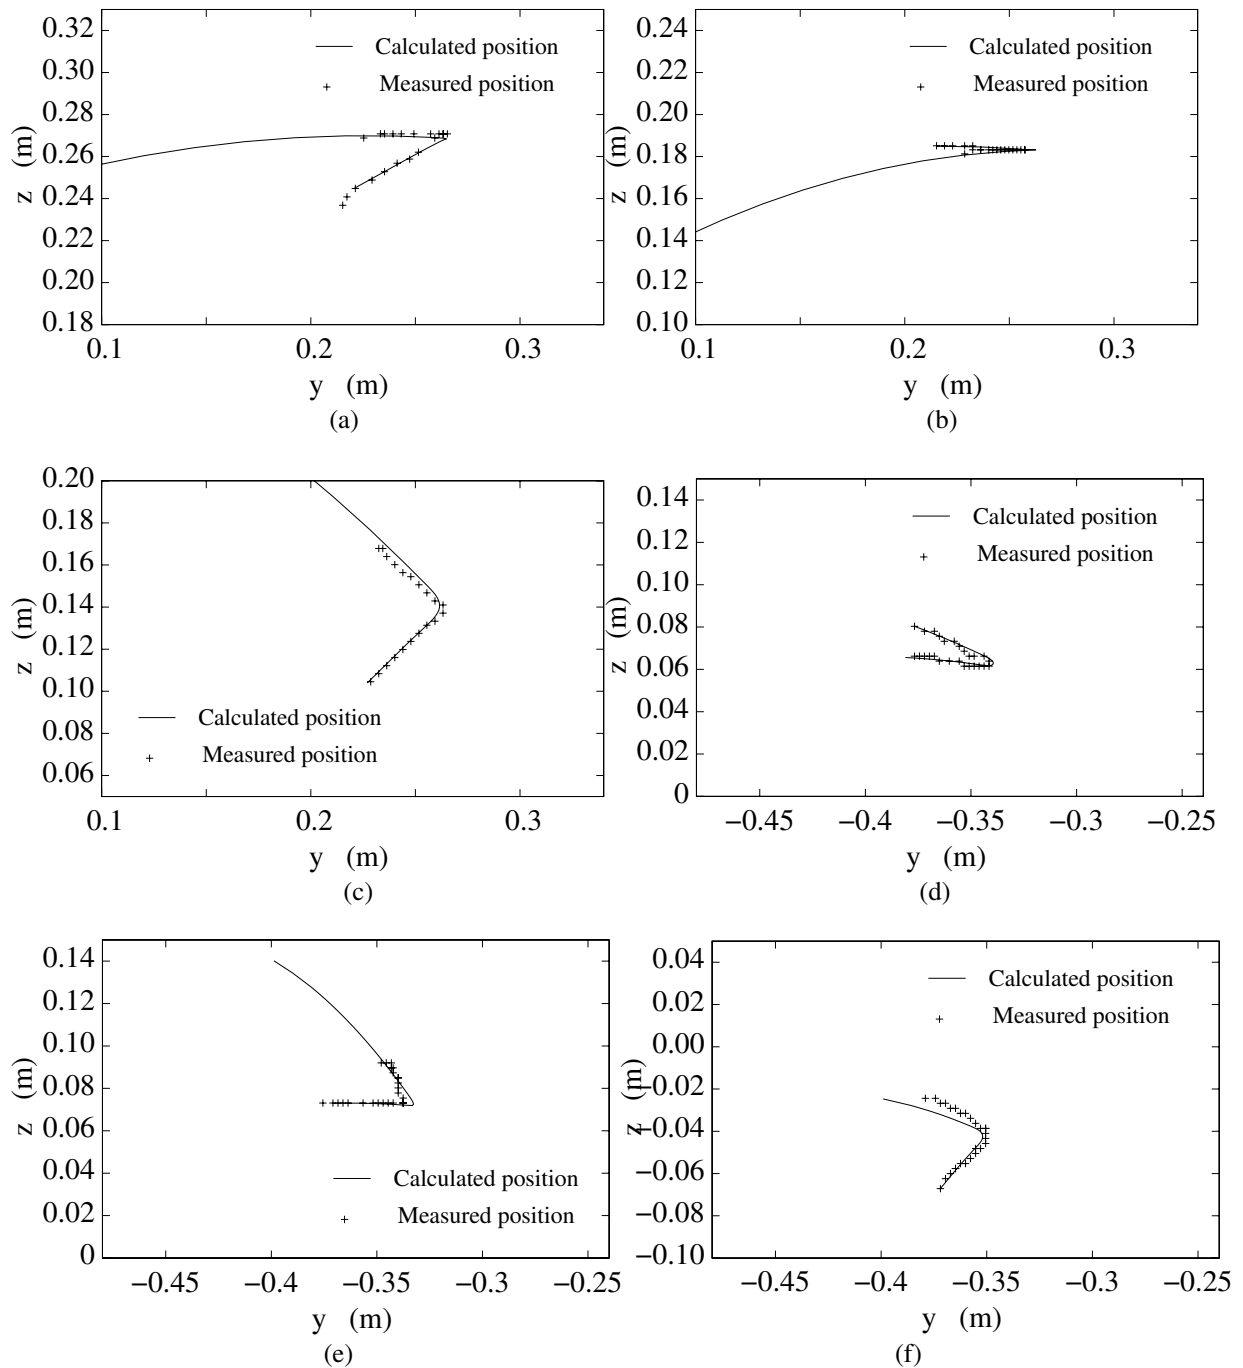 0.32
0.30
0.28
0.26
0.24
0.22
0.20
0.18
z (m)
Calculated position
Measured position
0.1 0.2 0.3
y (m)
(a)
0.24
0.22
0.20
0.18
0.16
0.14
0.12
0.10
z (m)
Calculated position
Measured position
0.1 0.2 0.3
y (m)
(b)
0.20
0.18
0.16
0.14
0.12
0.10
0.08
0.06
z (m)
Calculated position
Measured position
0.1 0.2 0.3
y (m)
(c)
0.14
0.12
0.10
0.08
0.06
0.04
0.02
0
z (m)
Calculated position
Measured position
−0.45 −0.4 −0.35 −0.3 −0.25
y (m)
(d)
0.14
0.12
0.10
0.08
0.06
0.04
0.02
0
z (m)
Calculated position
Measured position
−0.45 −0.4 −0.35 −0.3 −0.25
y (m)
(e)
0.04
0.02
0.00
−0.02
−0.04
−0.06
−0.08
−0.10
z (m)
Calculated position
Measured position
−0.45 −0.4 −0.35 −0.3 −0.25
y (m)
(f)